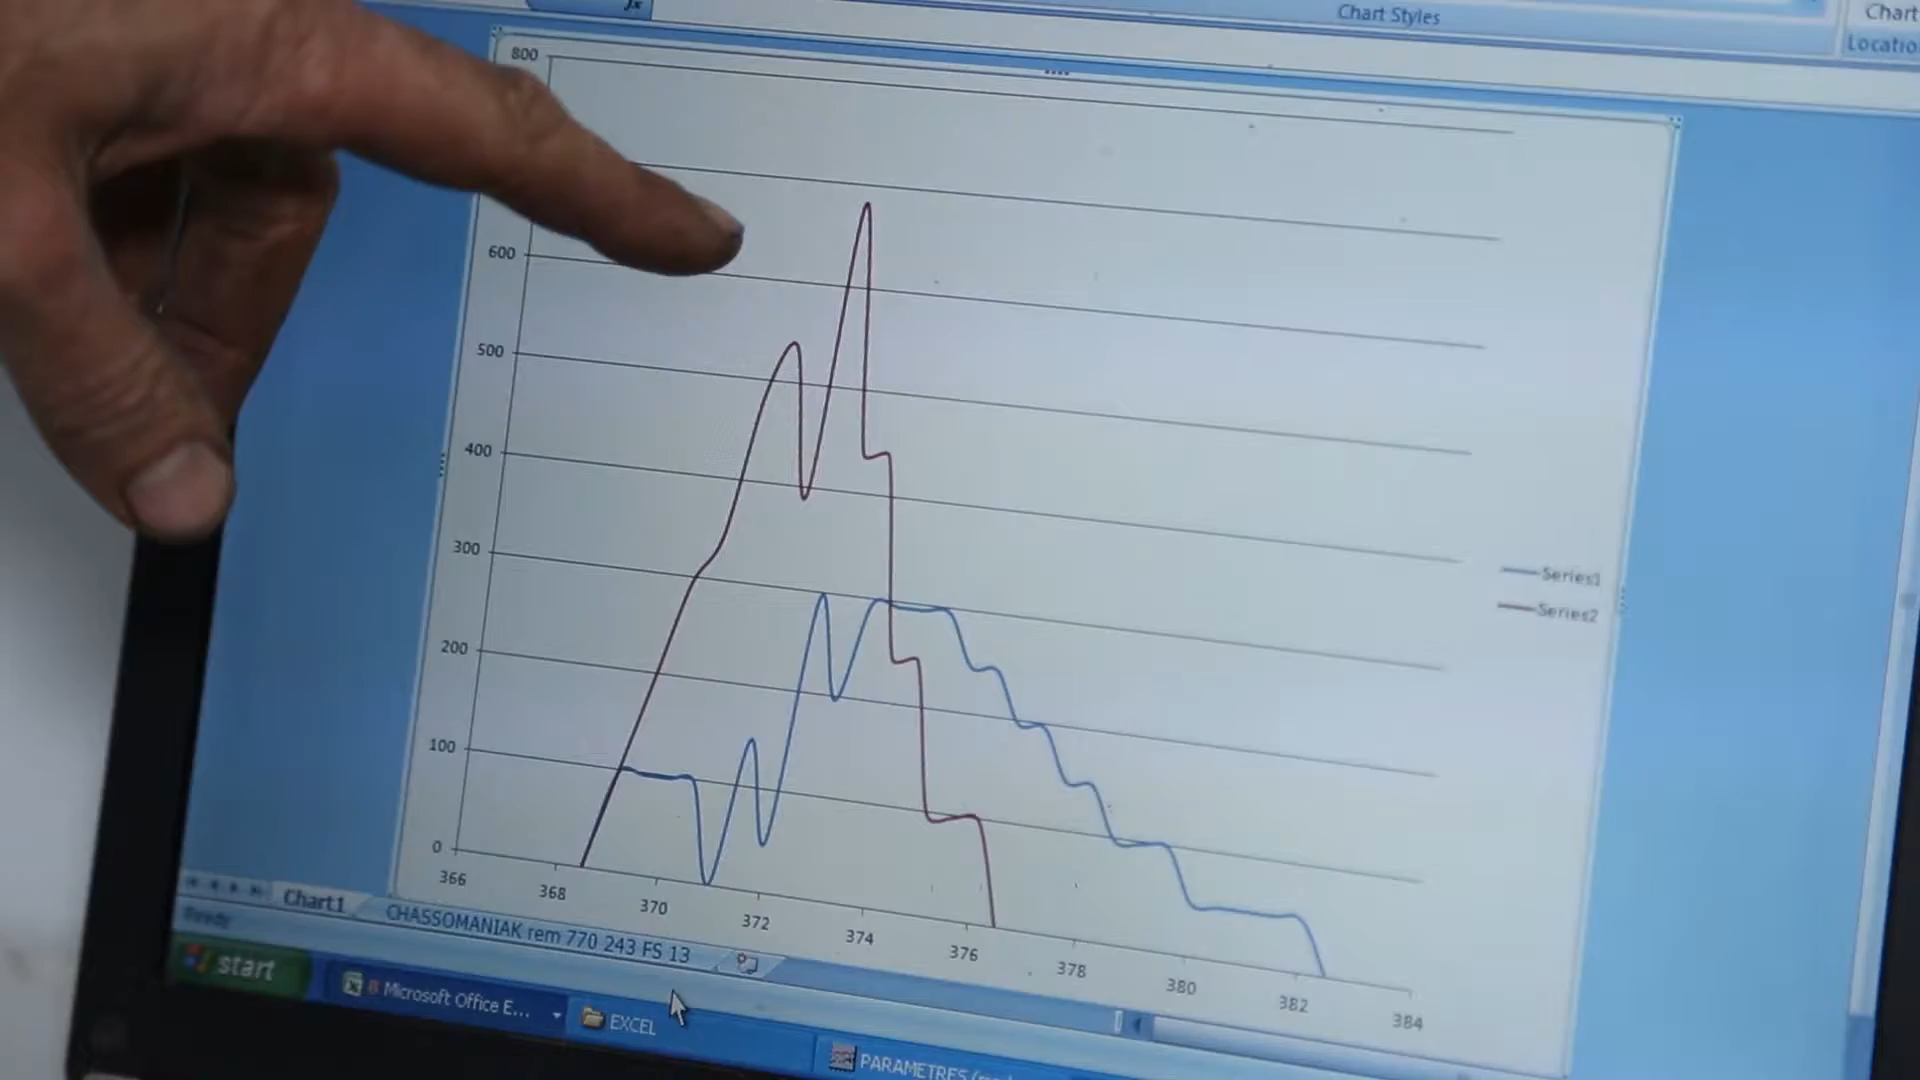 Chart Styles
Chart
Locatio
800
600
500
400
300
200
100
0
366
368
370
372
374
376
378
380
382
384
Series1
Series2
Chart1
CHASSOMANIAK rem 770 243 FS 13
Ready
start
Microsoft Office E...
EXCEL
PARAMETRES